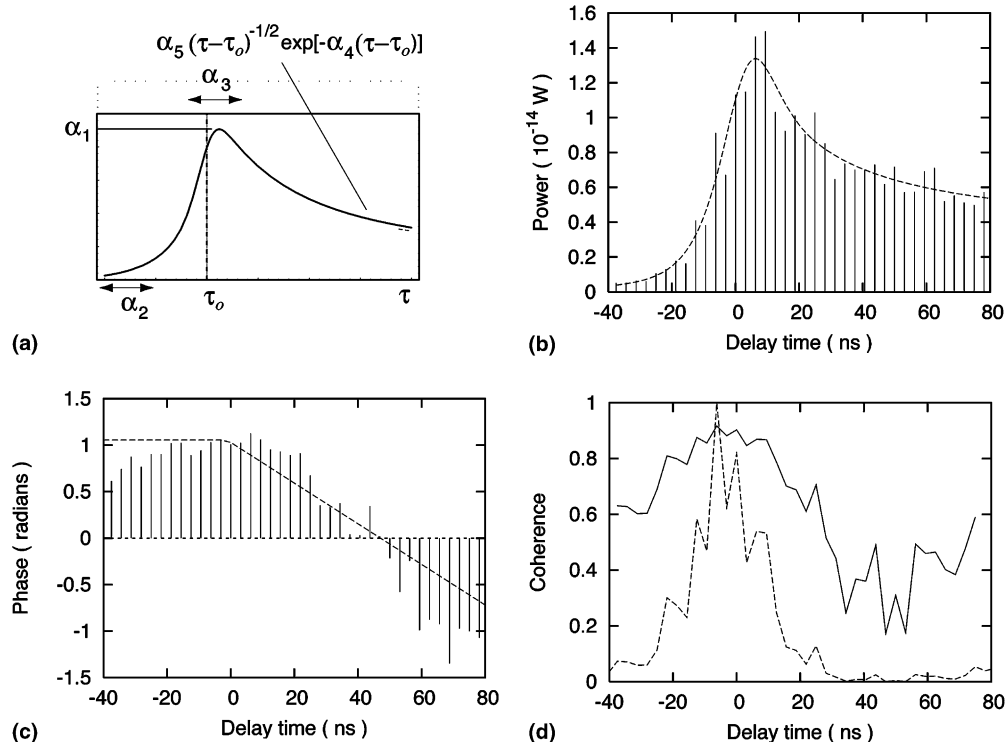 α5 (τ−τo)-1/2 exp[-α4(τ−τo)]
α3
α1
α2
τo
τ
(a)
1.6
1.4
1.2
1
0.8
0.6
0.4
0.2
0
Power ( 10-14 W )
-40
-20
0
20
40
60
80
Delay time ( ns )
(b)
1.5
1
0.5
0
-0.5
-1
-1.5
Phase ( radians )
-40
-20
0
20
40
60
80
Delay time ( ns )
(c)
1
0.8
0.6
0.4
0.2
0
Coherence
-40
-20
0
20
40
60
80
Delay time ( ns )
(d)